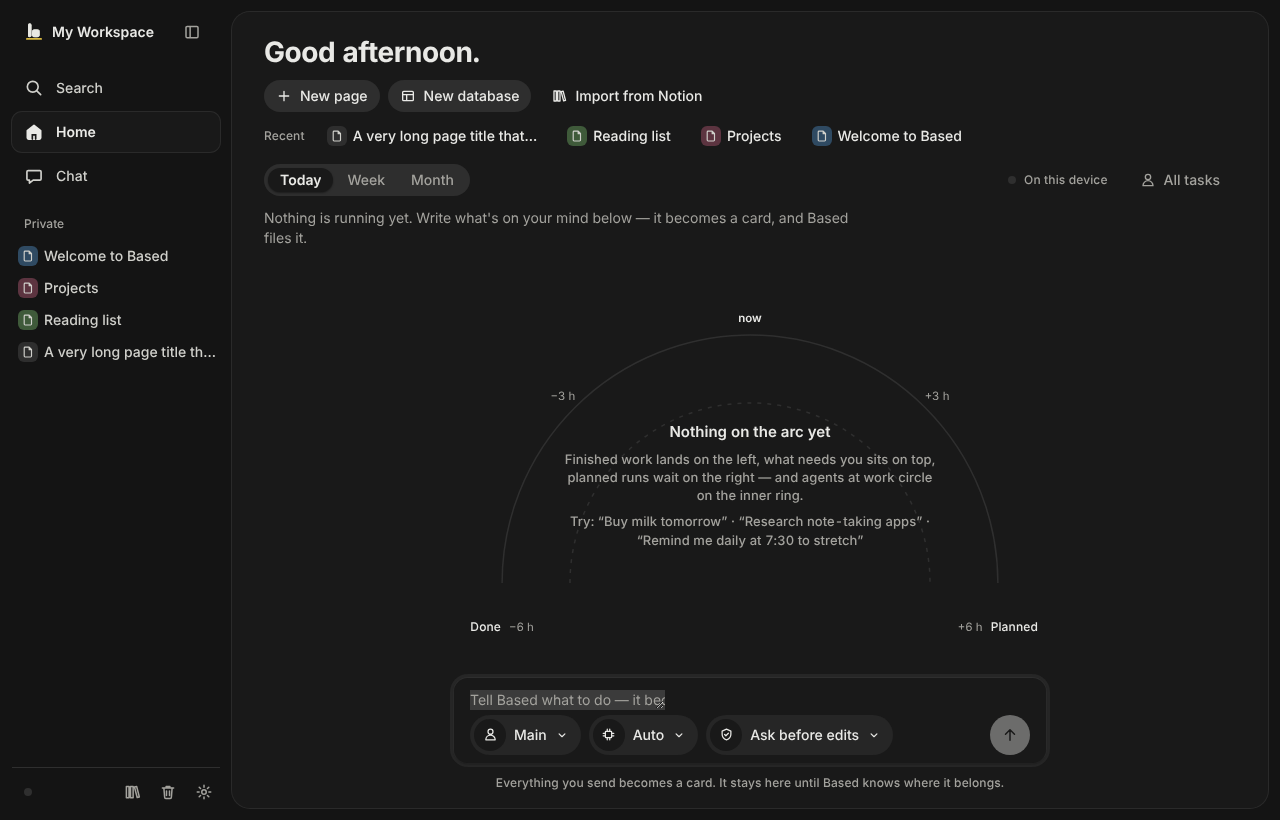 My Workspace
Search
Home
Chat
Private
Welcome to Based
Projects
Reading list
A very long page title th...
Good afternoon.
New page
New database
Import from Notion
Recent
A very long page title that...
Reading list
Projects
Welcome to Based
Today
Week
Month
On this device
All tasks
Nothing is running yet. Write what's on your mind below — it becomes a card, and Based
files it.
now
−3 h
+3 h
Nothing on the arc yet
Finished work lands on the left, what needs you sits on top,
planned runs wait on the right — and agents at work circle
on the inner ring.
Try: “Buy milk tomorrow” · “Research note-taking apps” ·
“Remind me daily at 7:30 to stretch”
Done −6 h
+6 h Planned
Tell Based what to do — it
Main
Auto
Ask before edits
Everything you send becomes a card. It stays here until Based knows where it belongs.